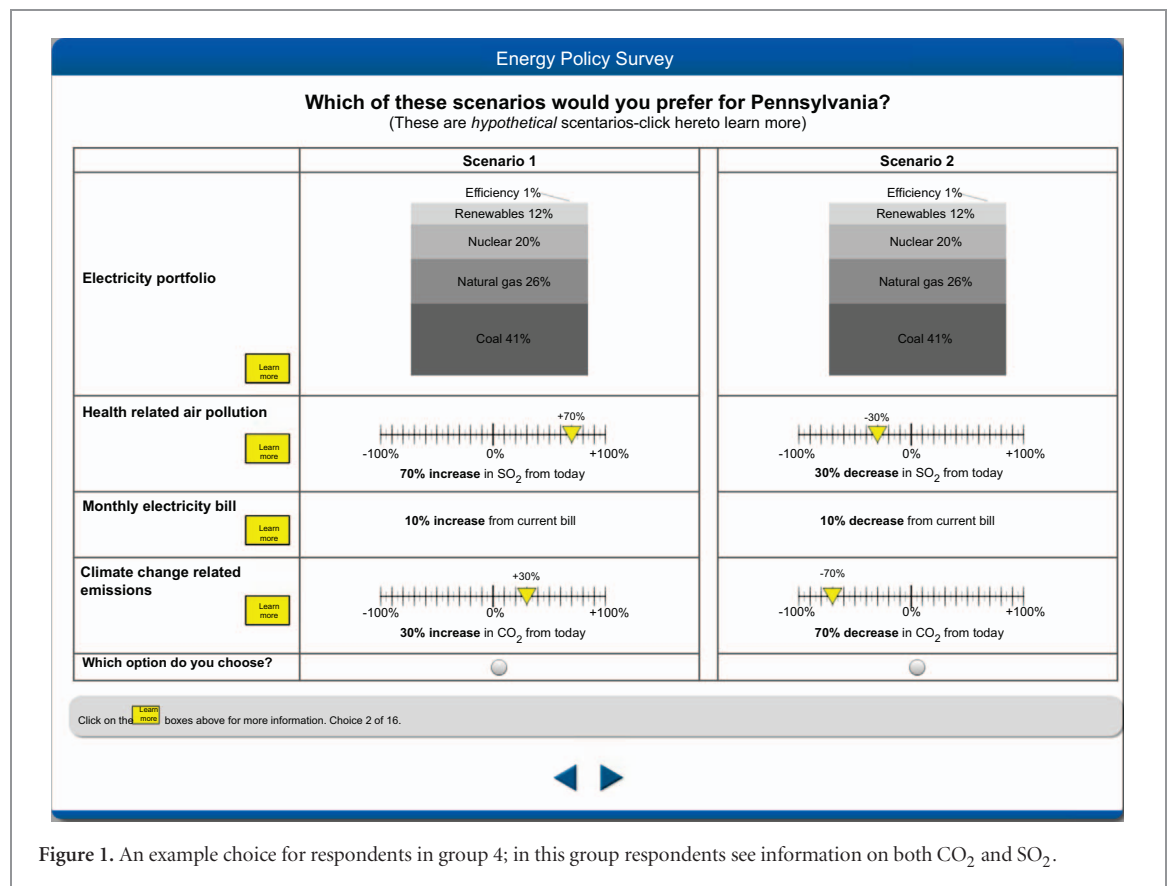 Energy Policy Survey
Which of these scenarios would you prefer for Pennsylvania?
(These are hypothetical scentarios-click hereto learn more)
Scenario 1
Scenario 2
Electricity portfolio
Learn
more
Efficiency 1%
Renewables 12%
Nuclear 20%
Natural gas 26%
Coal 41%
Efficiency 1%
Renewables 12%
Nuclear 20%
Natural gas 26%
Coal 41%
Health related air pollution
Learn
more
+70%
-100% 0% +100%
70% increase in SO2 from today
-30%
-100% 0% +100%
30% decrease in SO2 from today
Monthly electricity bill
Learn
more
10% increase from current bill
10% decrease from current bill
Climate change related
emissions
Learn
more
+30%
-100% 0% +100%
30% increase in CO2 from today
-70%
-100% 0% +100%
70% decrease in CO2 from today
Which option do you choose?
Click on the Learn more boxes above for more information. Choice 2 of 16.
Figure 1. An example choice for respondents in group 4; in this group respondents see information on both CO2 and SO2.